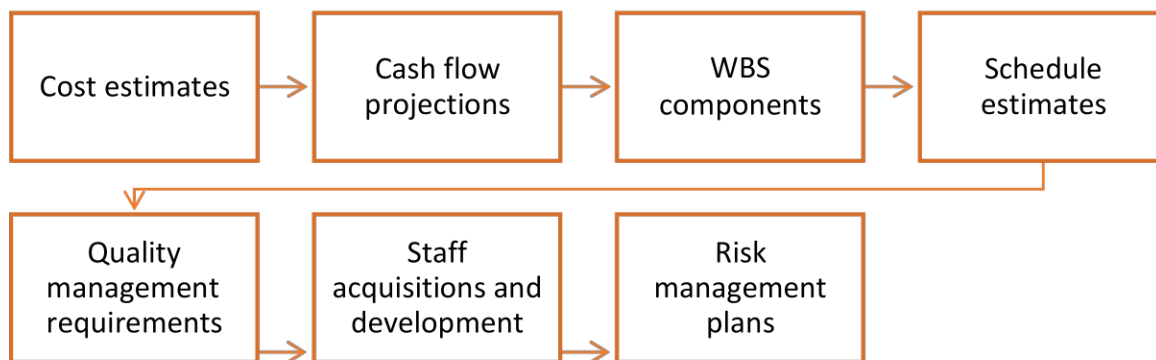 Cost estimates
Cash flow
projections
WBS
components
Schedule
estimates
Quality
management
requirements
Staff
acquisitions and
development
Risk
management
plans